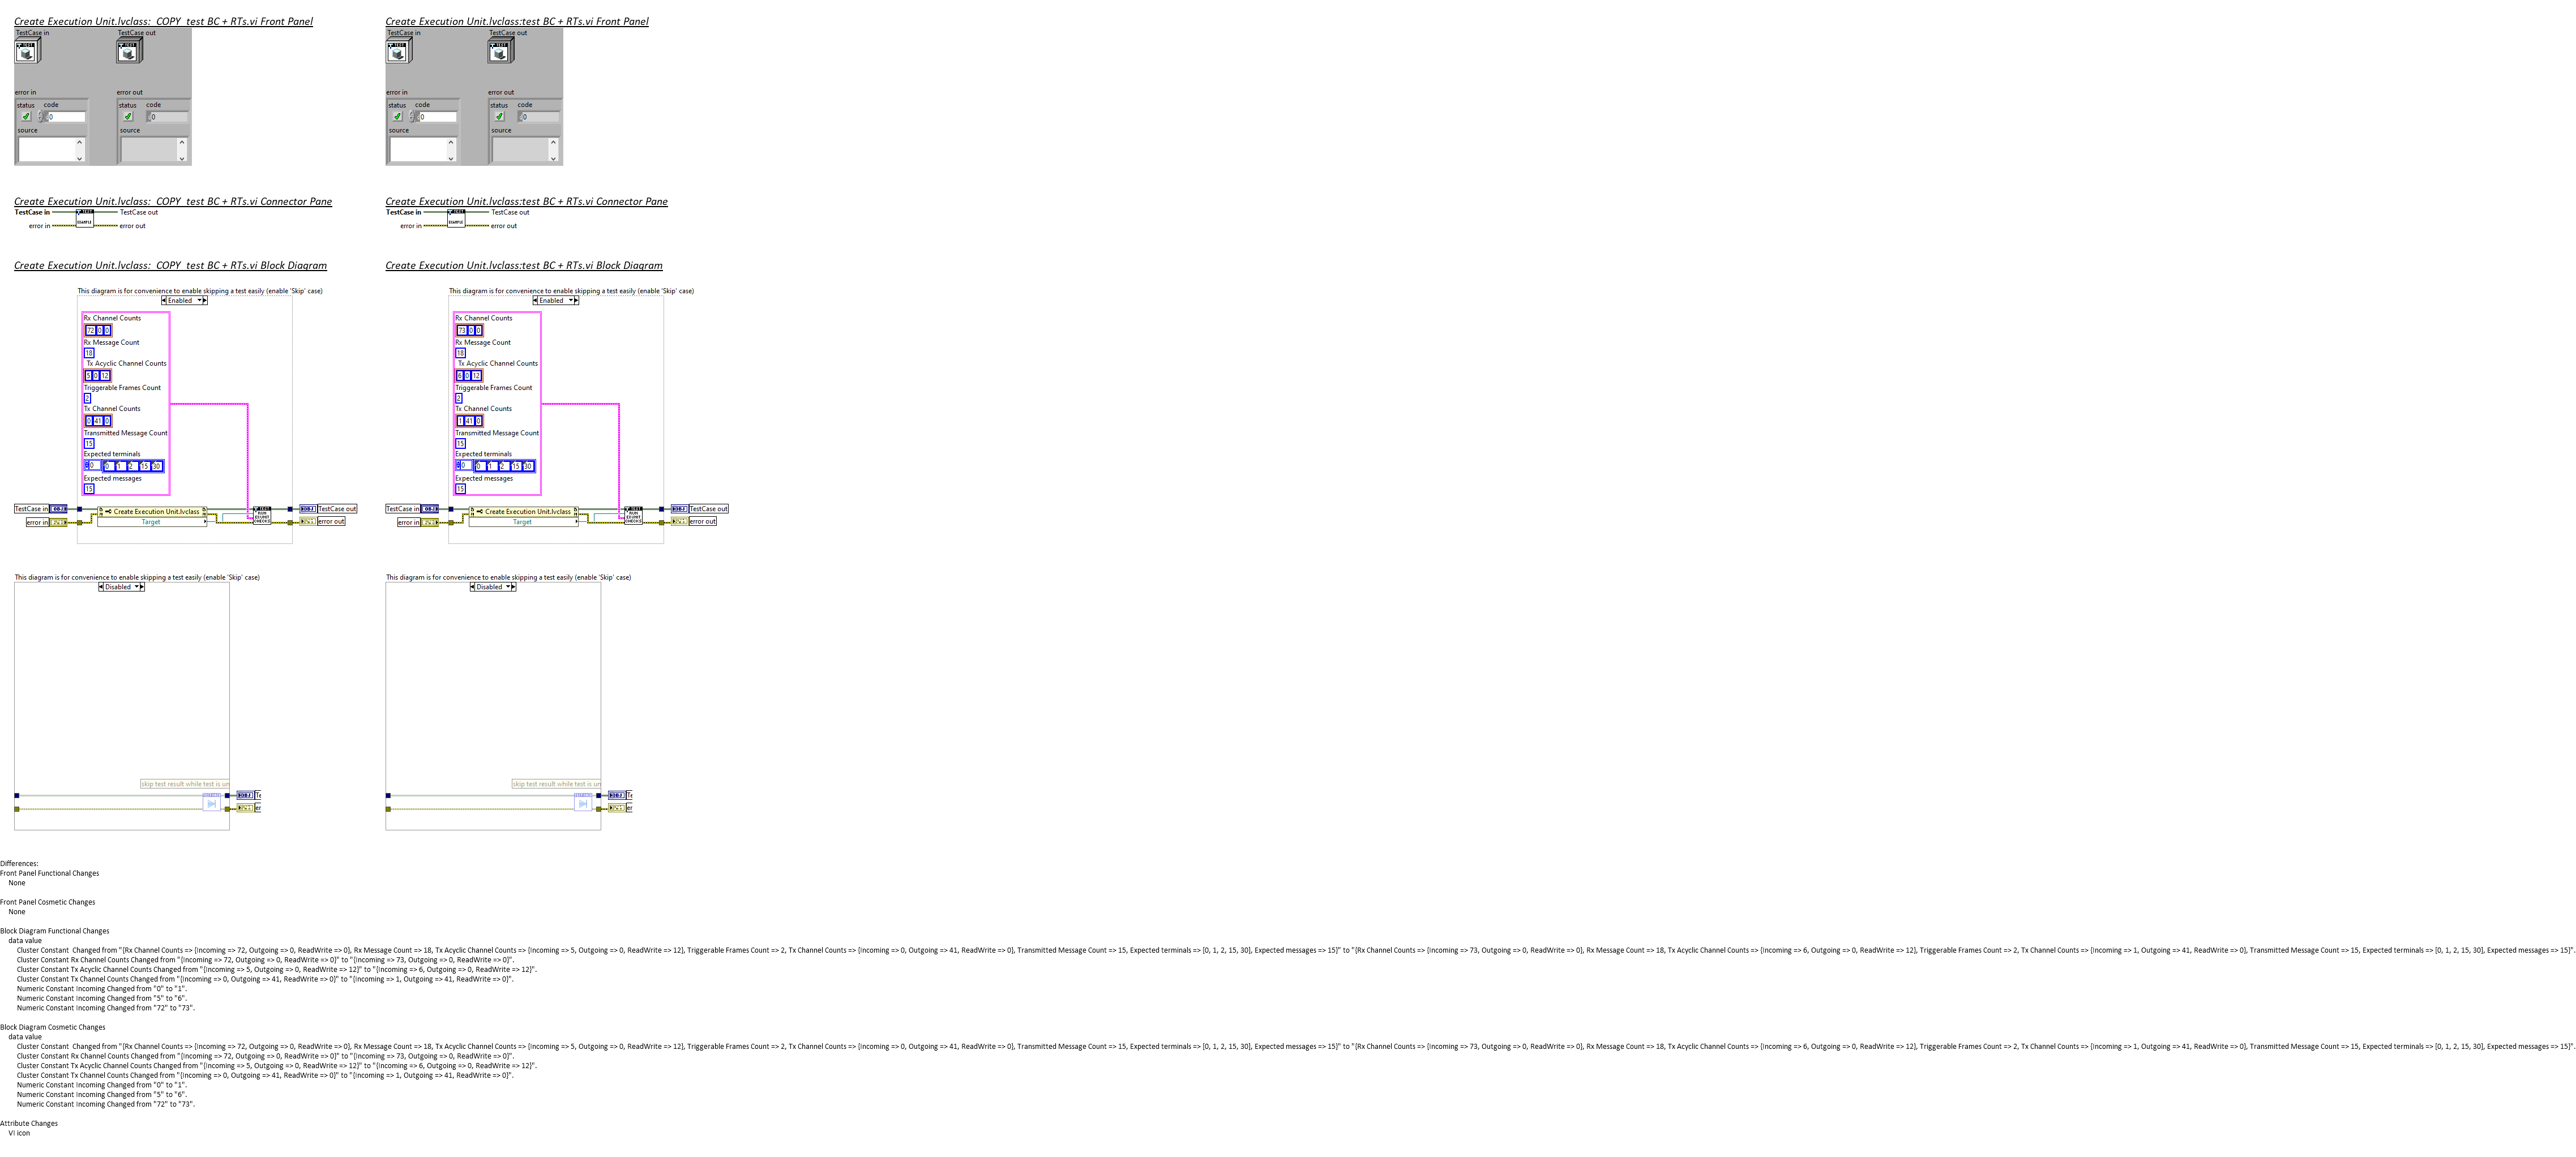 Create Execution Unit.lvclass:  COPY  test BC + RTs.vi Front Panel
TestCase in
TestCase out
TEST
TEST
error in
error out
status
code
status
code
0
0
source
source
Create Execution Unit.lvclass:test BC + RTs.vi Front Panel
TestCase in
TestCase out
TEST
TEST
error in
error out
status
code
status
code
0
0
source
source
Create Execution Unit.lvclass:  COPY  test BC + RTs.vi Connector Pane
TestCase in
TEST
TestCase out
EXAMPLE
error in
error out
Create Execution Unit.lvclass:test BC + RTs.vi Connector Pane
TestCase in
TEST
TestCase out
EXAMPLE
error in
error out
Create Execution Unit.lvclass:  COPY  test BC + RTs.vi Block Diagram
This diagram is for convenience to enable skipping a test easily (enable 'Skip' case)
Enabled
Rx Channel Counts
72 0 0
Rx Message Count
18
Tx Acyclic Channel Counts
5 0 12
Triggerable Frames Count
2
Tx Channel Counts
0 41 0
Transmitted Message Count
15
Expected terminals
0 0 1 2 15 30
Expected messages
15
TestCase in
Create Execution Unit.lvclass
TEST
RUN
EXUNIT
CHECKS
TestCase out
error in
Target
error out
Create Execution Unit.lvclass:test BC + RTs.vi Block Diagram
This diagram is for convenience to enable skipping a test easily (enable 'Skip' case)
Enabled
Rx Channel Counts
73 0 0
Rx Message Count
18
Tx Acyclic Channel Counts
6 0 12
Triggerable Frames Count
2
Tx Channel Counts
1 41 0
Transmitted Message Count
15
Expected terminals
0 0 1 2 15 30
Expected messages
15
TestCase in
Create Execution Unit.lvclass
TEST
RUN
EXUNIT
CHECKS
TestCase out
error in
Target
error out
This diagram is for convenience to enable skipping a test easily (enable 'Skip' case)
Disabled
skip test result while test is un
Te
er
This diagram is for convenience to enable skipping a test easily (enable 'Skip' case)
Disabled
skip test result while test is un
Te
er
Differences:
Front Panel Functional Changes
None
Front Panel Cosmetic Changes
None
Block Diagram Functional Changes
data value
Cluster Constant  Changed from "{Rx Channel Counts => {Incoming => 72, Outgoing => 0, ReadWrite => 0}, Rx Message Count => 18, Tx Acyclic Channel Counts => {Incoming => 5, Outgoing => 0, ReadWrite => 12}, Triggerable Frames Count => 2, Tx Channel Counts => {Incoming => 0, Outgoing => 41, ReadWrite => 0}, Transmitted Message Count => 15, Expected terminals => [0, 1, 2, 15, 30], Expected messages => 15}" to "{Rx Channel Counts => {Incoming => 73, Outgoing => 0, ReadWrite => 0}, Rx Message Count => 18, Tx Acyclic Channel Counts => {Incoming => 6, Outgoing => 0, ReadWrite => 12}, Triggerable Frames Count => 2, Tx Channel Counts => {Incoming => 1, Outgoing => 41, ReadWrite => 0}, Transmitted Message Count => 15, Expected terminals => [0, 1, 2, 15, 30], Expected messages => 15}".
Cluster Constant Rx Channel Counts Changed from "{Incoming => 72, Outgoing => 0, ReadWrite => 0}" to "{Incoming => 73, Outgoing => 0, ReadWrite => 0}".
Cluster Constant Tx Acyclic Channel Counts Changed from "{Incoming => 5, Outgoing => 0, ReadWrite => 12}" to "{Incoming => 6, Outgoing => 0, ReadWrite => 12}".
Cluster Constant Tx Channel Counts Changed from "{Incoming => 0, Outgoing => 41, ReadWrite => 0}" to "{Incoming => 1, Outgoing => 41, ReadWrite => 0}".
Numeric Constant Incoming Changed from "0" to "1".
Numeric Constant Incoming Changed from "5" to "6".
Numeric Constant Incoming Changed from "72" to "73".
Block Diagram Cosmetic Changes
data value
Cluster Constant  Changed from "{Rx Channel Counts => {Incoming => 72, Outgoing => 0, ReadWrite => 0}, Rx Message Count => 18, Tx Acyclic Channel Counts => {Incoming => 5, Outgoing => 0, ReadWrite => 12}, Triggerable Frames Count => 2, Tx Channel Counts => {Incoming => 0, Outgoing => 41, ReadWrite => 0}, Transmitted Message Count => 15, Expected terminals => [0, 1, 2, 15, 30], Expected messages => 15}" to "{Rx Channel Counts => {Incoming => 73, Outgoing => 0, ReadWrite => 0}, Rx Message Count => 18, Tx Acyclic Channel Counts => {Incoming => 6, Outgoing => 0, ReadWrite => 12}, Triggerable Frames Count => 2, Tx Channel Counts => {Incoming => 1, Outgoing => 41, ReadWrite => 0}, Transmitted Message Count => 15, Expected terminals => [0, 1, 2, 15, 30], Expected messages => 15}".
Cluster Constant Rx Channel Counts Changed from "{Incoming => 72, Outgoing => 0, ReadWrite => 0}" to "{Incoming => 73, Outgoing => 0, ReadWrite => 0}".
Cluster Constant Tx Acyclic Channel Counts Changed from "{Incoming => 5, Outgoing => 0, ReadWrite => 12}" to "{Incoming => 6, Outgoing => 0, ReadWrite => 12}".
Cluster Constant Tx Channel Counts Changed from "{Incoming => 0, Outgoing => 41, ReadWrite => 0}" to "{Incoming => 1, Outgoing => 41, ReadWrite => 0}".
Numeric Constant Incoming Changed from "0" to "1".
Numeric Constant Incoming Changed from "5" to "6".
Numeric Constant Incoming Changed from "72" to "73".
Attribute Changes
VI icon